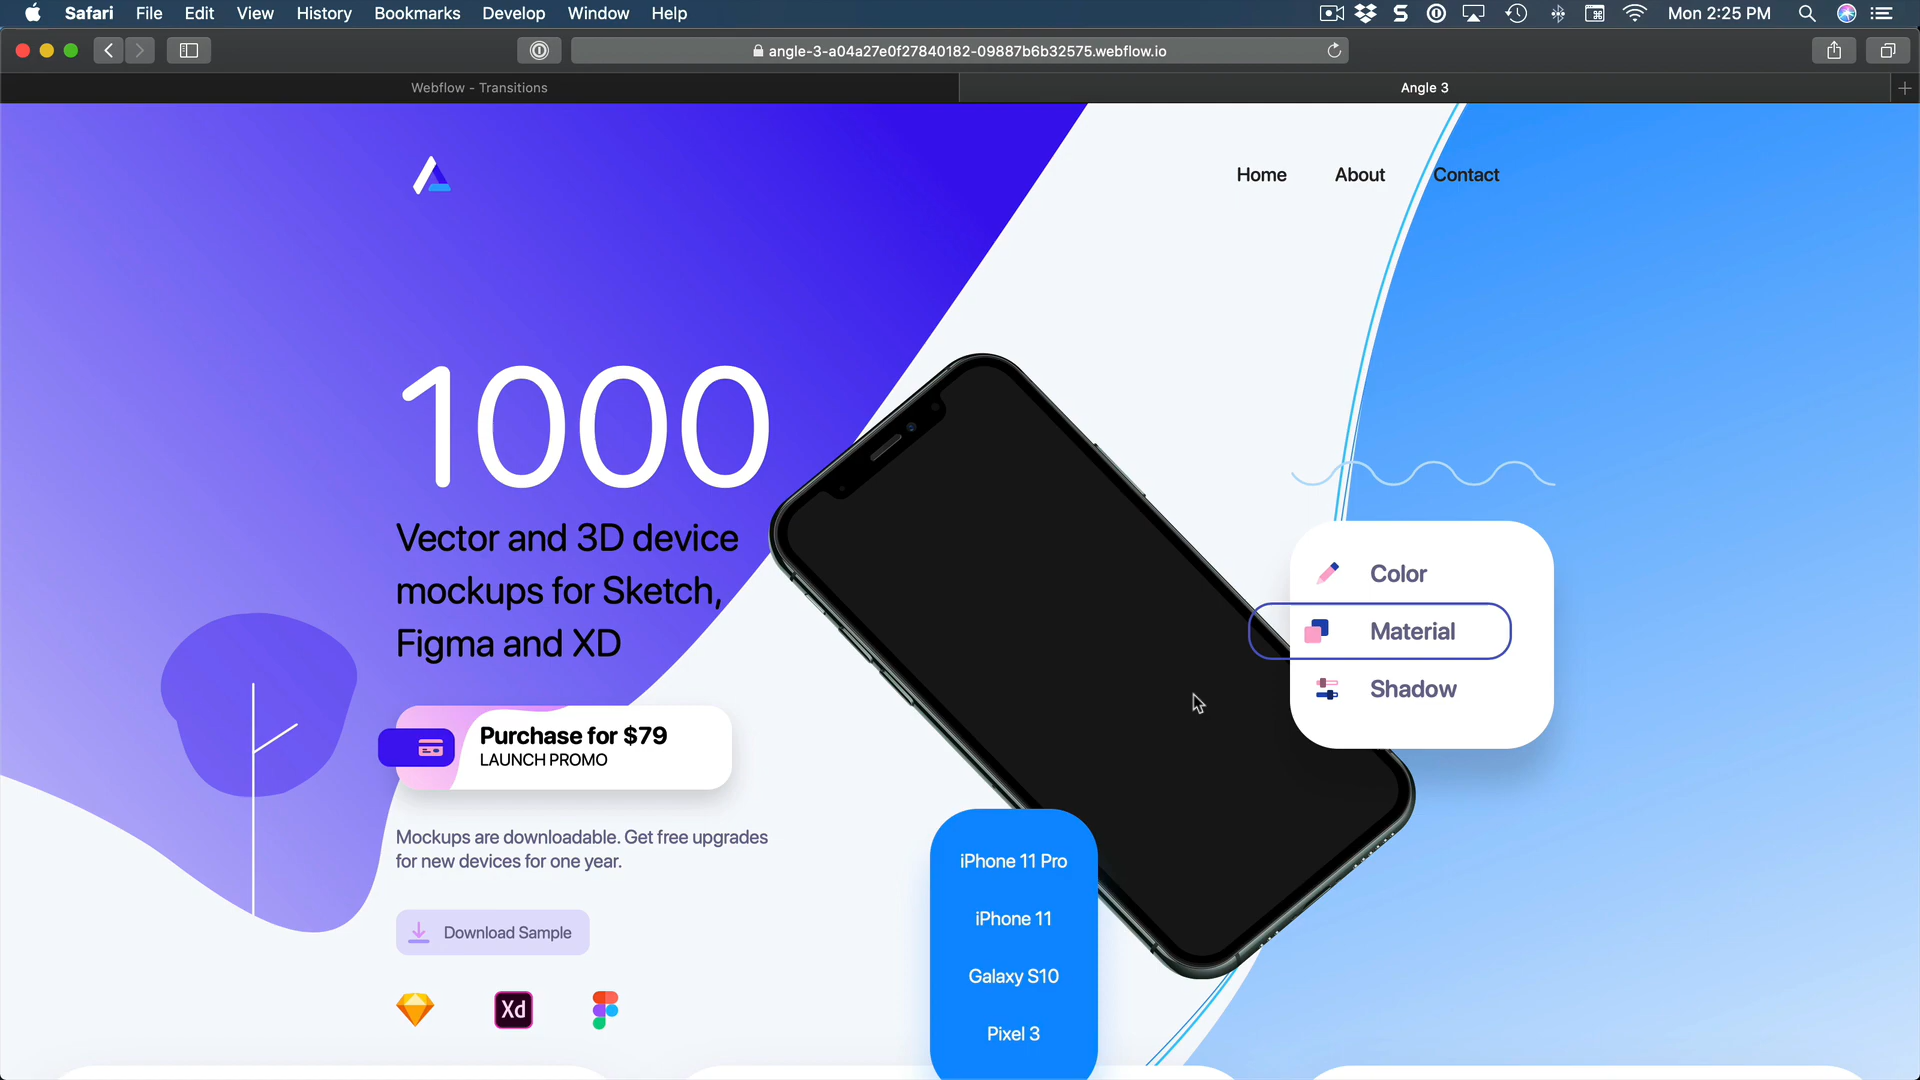 Safari File Edit View History Bookmarks Develop Window Help Mon 2:25 PM
angle-3-a04a27e0f27840182-09887b6b32575.webflow.io
Webflow - Transitions
Angle 3
Home About Contact
1000
Vector and 3D device
mockups for Sketch,
Figma and XD
Purchase for $79
LAUNCH PROMO
Mockups are downloadable. Get free upgrades
for new devices for one year.
Download Sample
Xd
Color
Material
Shadow
iPhone 11 Pro
iPhone 11
Galaxy S10
Pixel 3